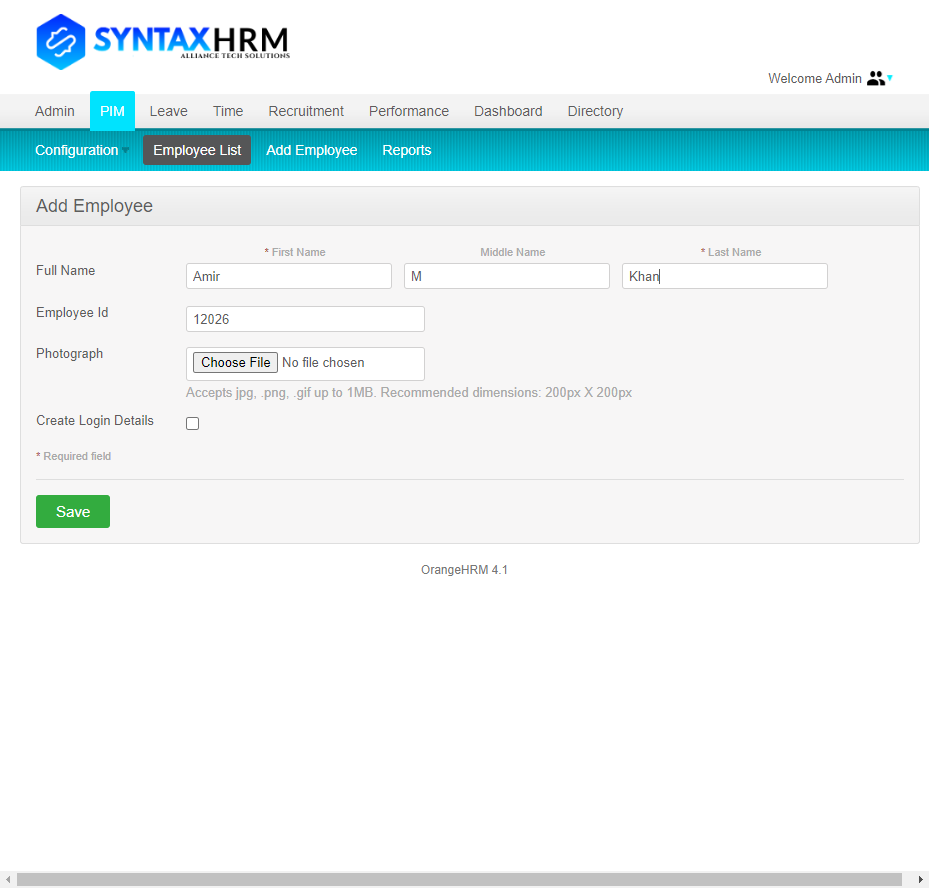 SYNTAXHRM
ALLIANCE TECH SOLUTIONS
Welcome Admin
Admin PIM Leave Time Recruitment Performance Dashboard Directory
Configuration Employee List Add Employee Reports
Add Employee
* First Name Middle Name * Last Name
Full Name Amir M Khan
Employee Id 12026
Photograph Choose File No file chosen
Accepts jpg, .png, .gif up to 1MB. Recommended dimensions: 200px X 200px
Create Login Details
* Required field
Save
OrangeHRM 4.1